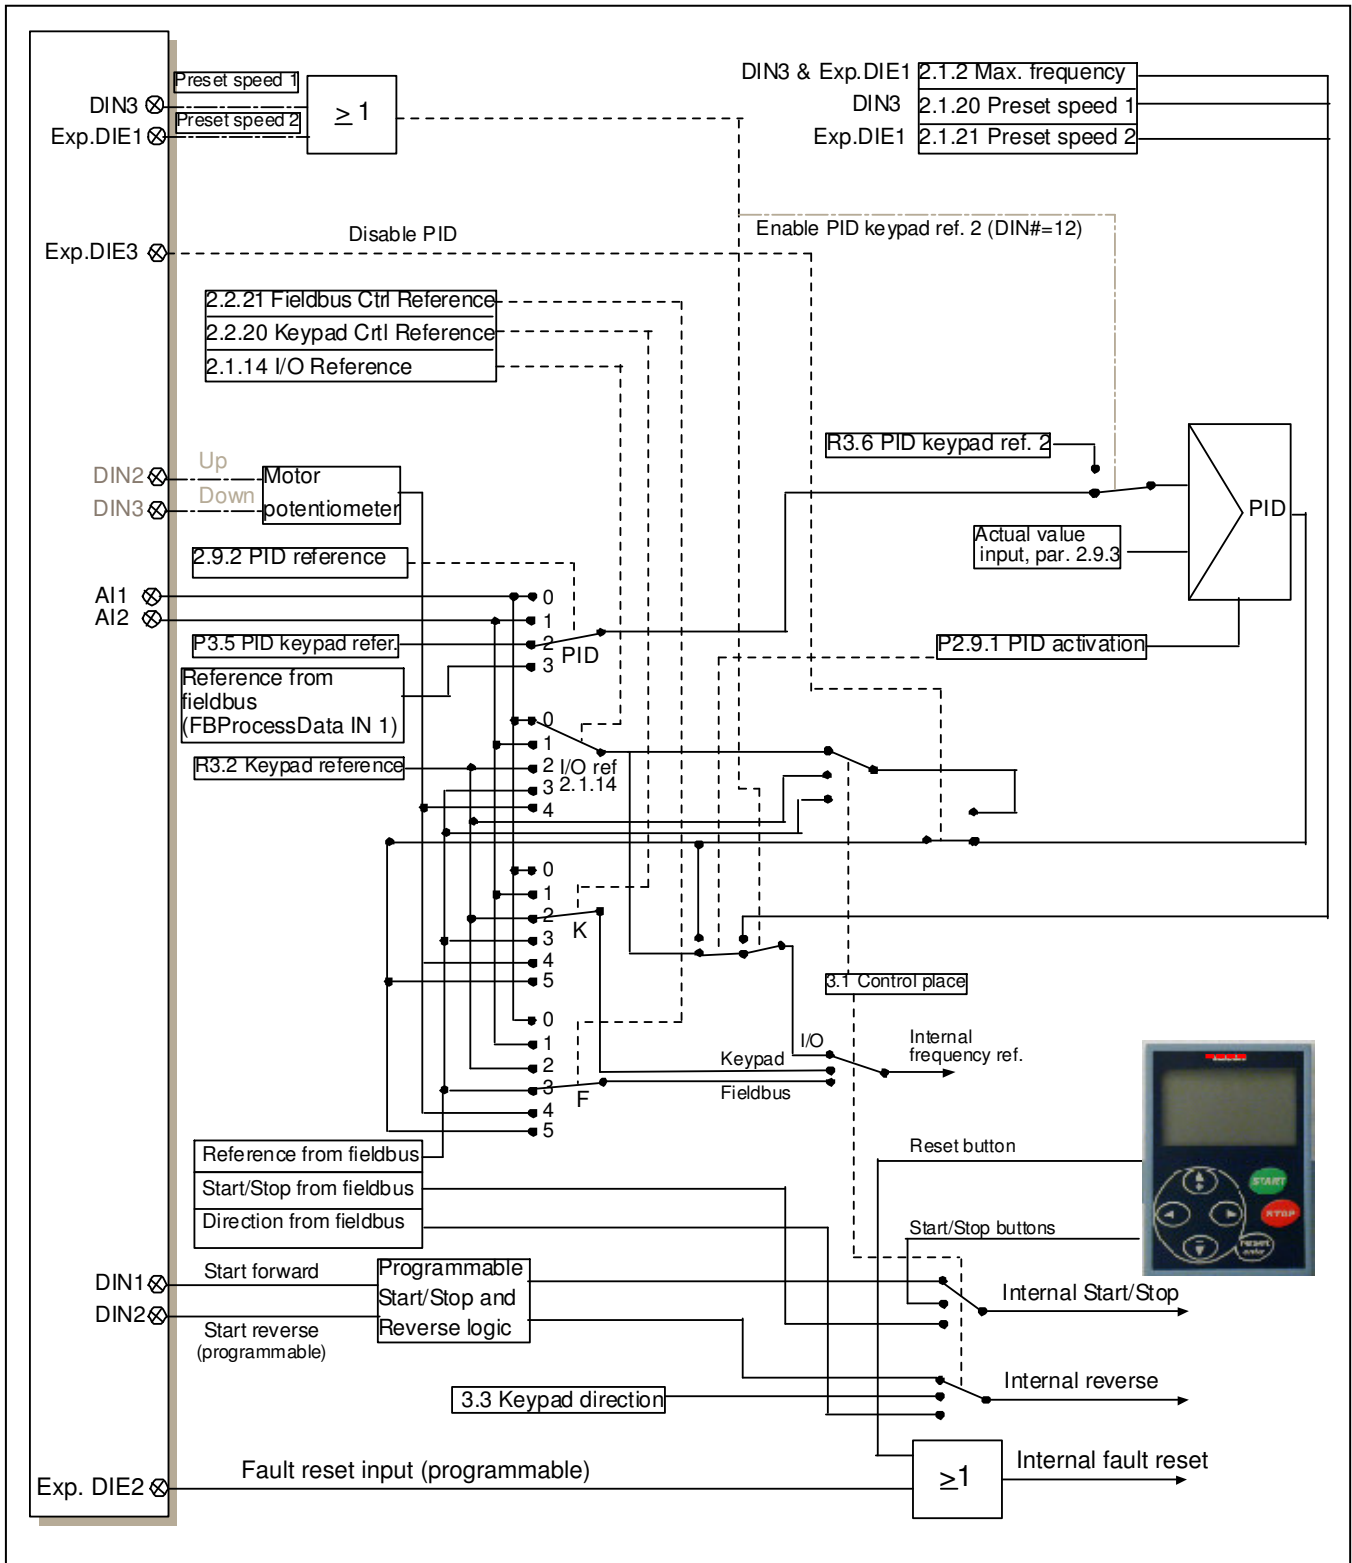 Preset speed 1
DIN3
Preset speed 2
Exp.DIE1
≥1
DIN3 & Exp.DIE1
2.1.2 Max. frequency
DIN3
2.1.20 Preset speed 1
Exp.DIE1
2.1.21 Preset speed 2
Enable PID keypad ref. 2 (DIN#=12)
Disable PID
Exp.DIE3
2.2.21 Fieldbus Ctrl Reference
2.2.20 Keypad Crtl Reference
2.1.14 I/O Reference
R3.6 PID keypad ref. 2
Up
DIN2
Down
DIN3
Motor
potentiometer
PID
Actual value
input, par. 2.9.3
2.9.2 PID reference
AI1
AI2
0
1
2
3
PID
P3.5 PID keypad refer.
P2.9.1 PID activation
Reference from
fieldbus
(FBProcessData IN 1)
R3.2 Keypad reference
0
1
2
3
4
I/O ref
2.1.14
0
1
2
3
4
5
K
3.1 Control place
0
1
2
3
4
5
F
I/O
Keypad
Fieldbus
Internal
frequency ref.
Reference from fieldbus
Start/Stop from fieldbus
Direction from fieldbus
Reset button
START
STOP
reset
enter
Start/Stop buttons
DIN1
Start forward
DIN2
Start reverse
(programmable)
Programmable
Start/Stop and
Reverse logic
Internal Start/Stop
Internal reverse
3.3 Keypad direction
Exp. DIE2
Fault reset input (programmable)
≥1
Internal fault reset